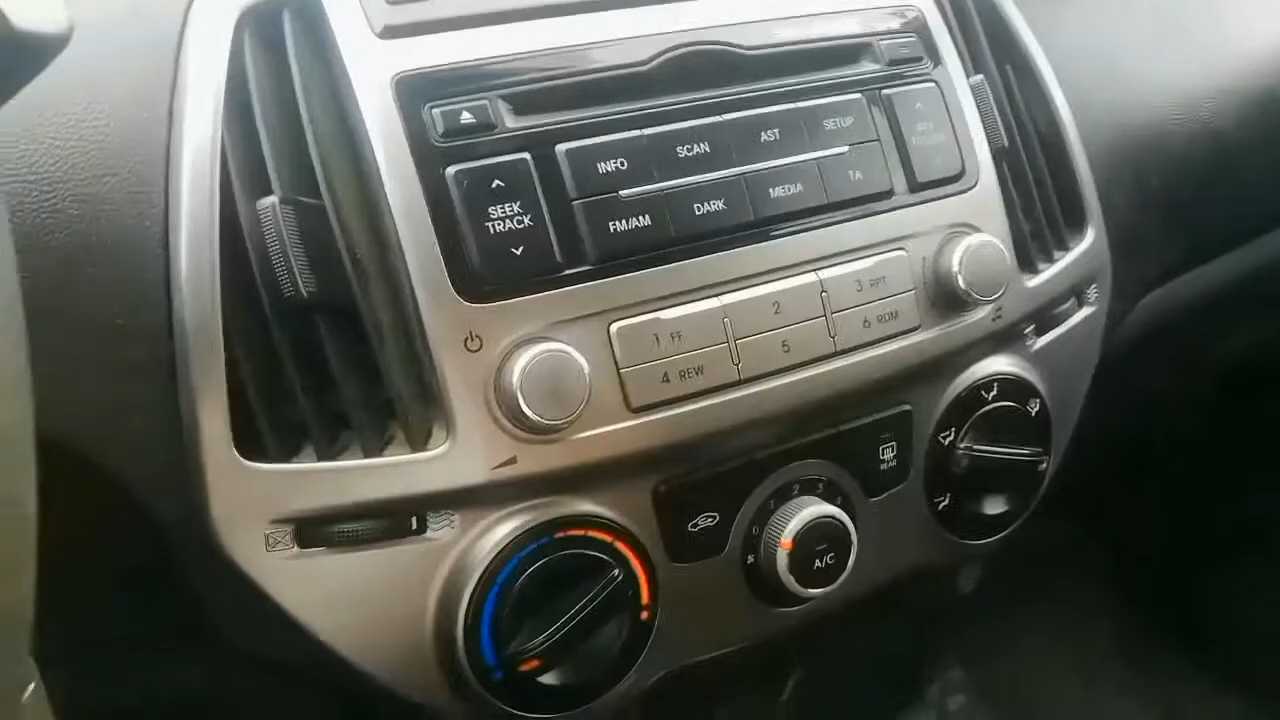 INFO
SCAN
AST
SETUP
SEEK
TRACK
FM/AM
DARK
MEDIA
TA
1 FF
2
3 RPT
4 REW
5
6 RDM
REAR
0
1
2
3
4
A/C